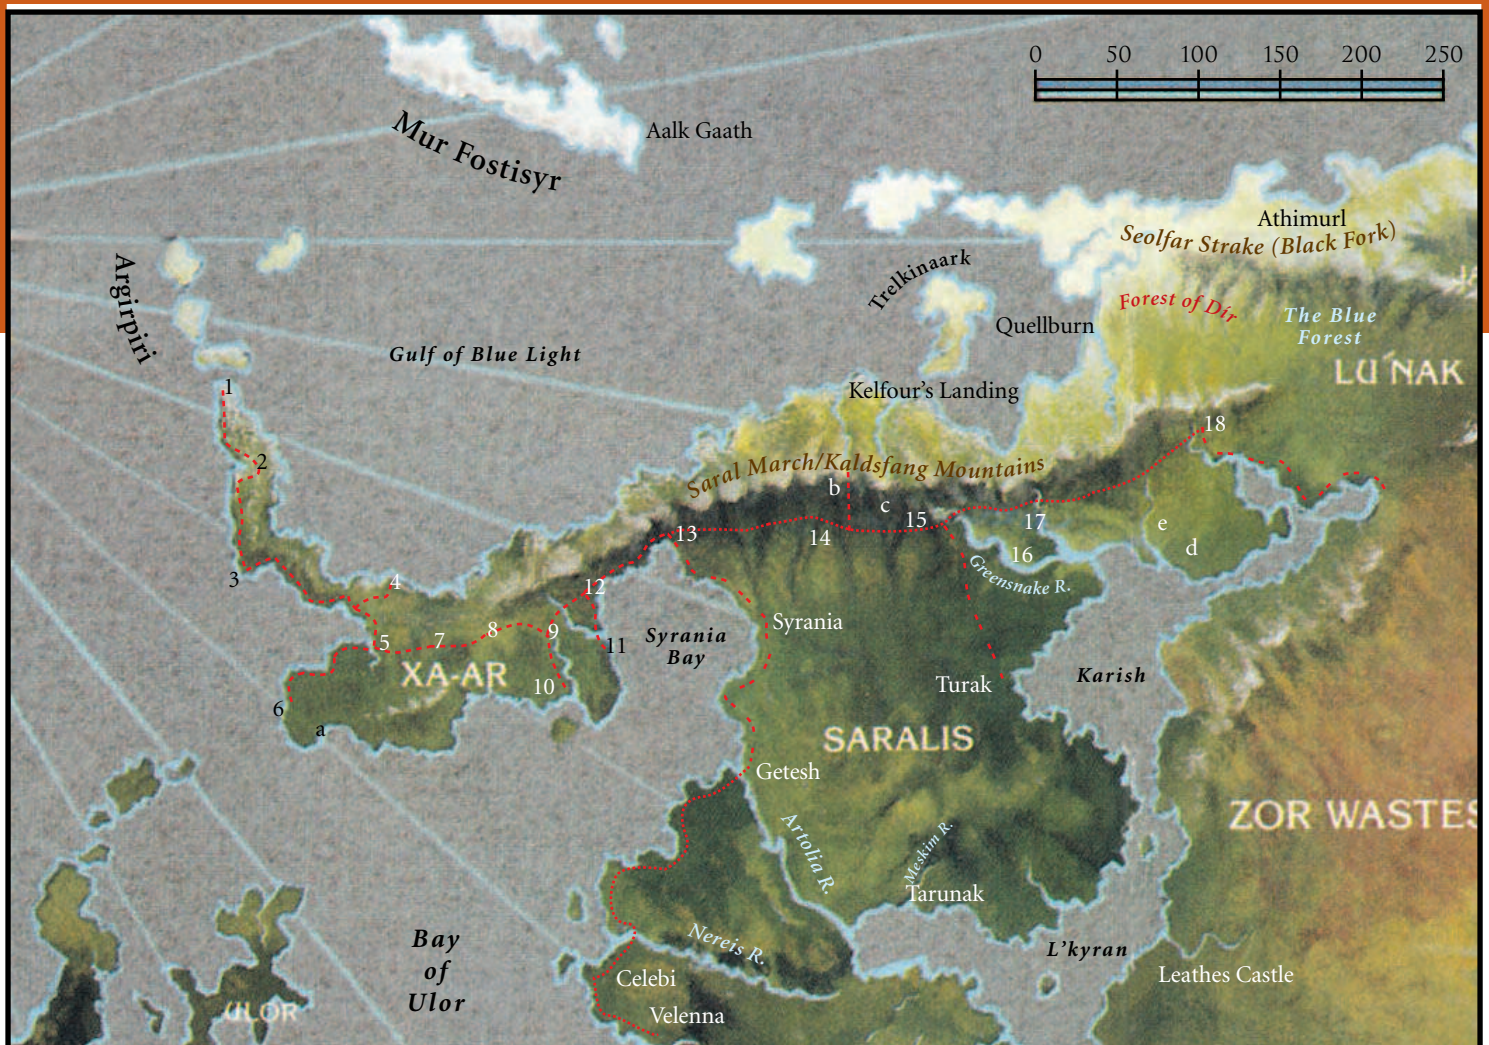 0 50 100 150 200 250
Aalk Gaath
Mur Fostisyr
Athimurl
Seolfar Strake (Black Fork)
Argirpiri
Trelkinaark
Forest of Dír
The Blue
Forest
Quellburn
Gulf of Blue Light
LU'NAK
1
Kelfour's Landing
18
2
Saral March/Kaldsfang Mountains
b
c
15
17
e
13
14
d
16
3
4
12
Greensnake R.
Syrania
5
7
8
9
11
Syrania
Bay
XA-AR
10
Turak
Karish
6
a
SARALIS
Getesh
ZOR WASTES
Artolia R.
Meskim R.
Tarunak
Nereis R.
Bay
of
Ulor
L'kyran
Celebi
Leathes Castle
ULOR
Velenna